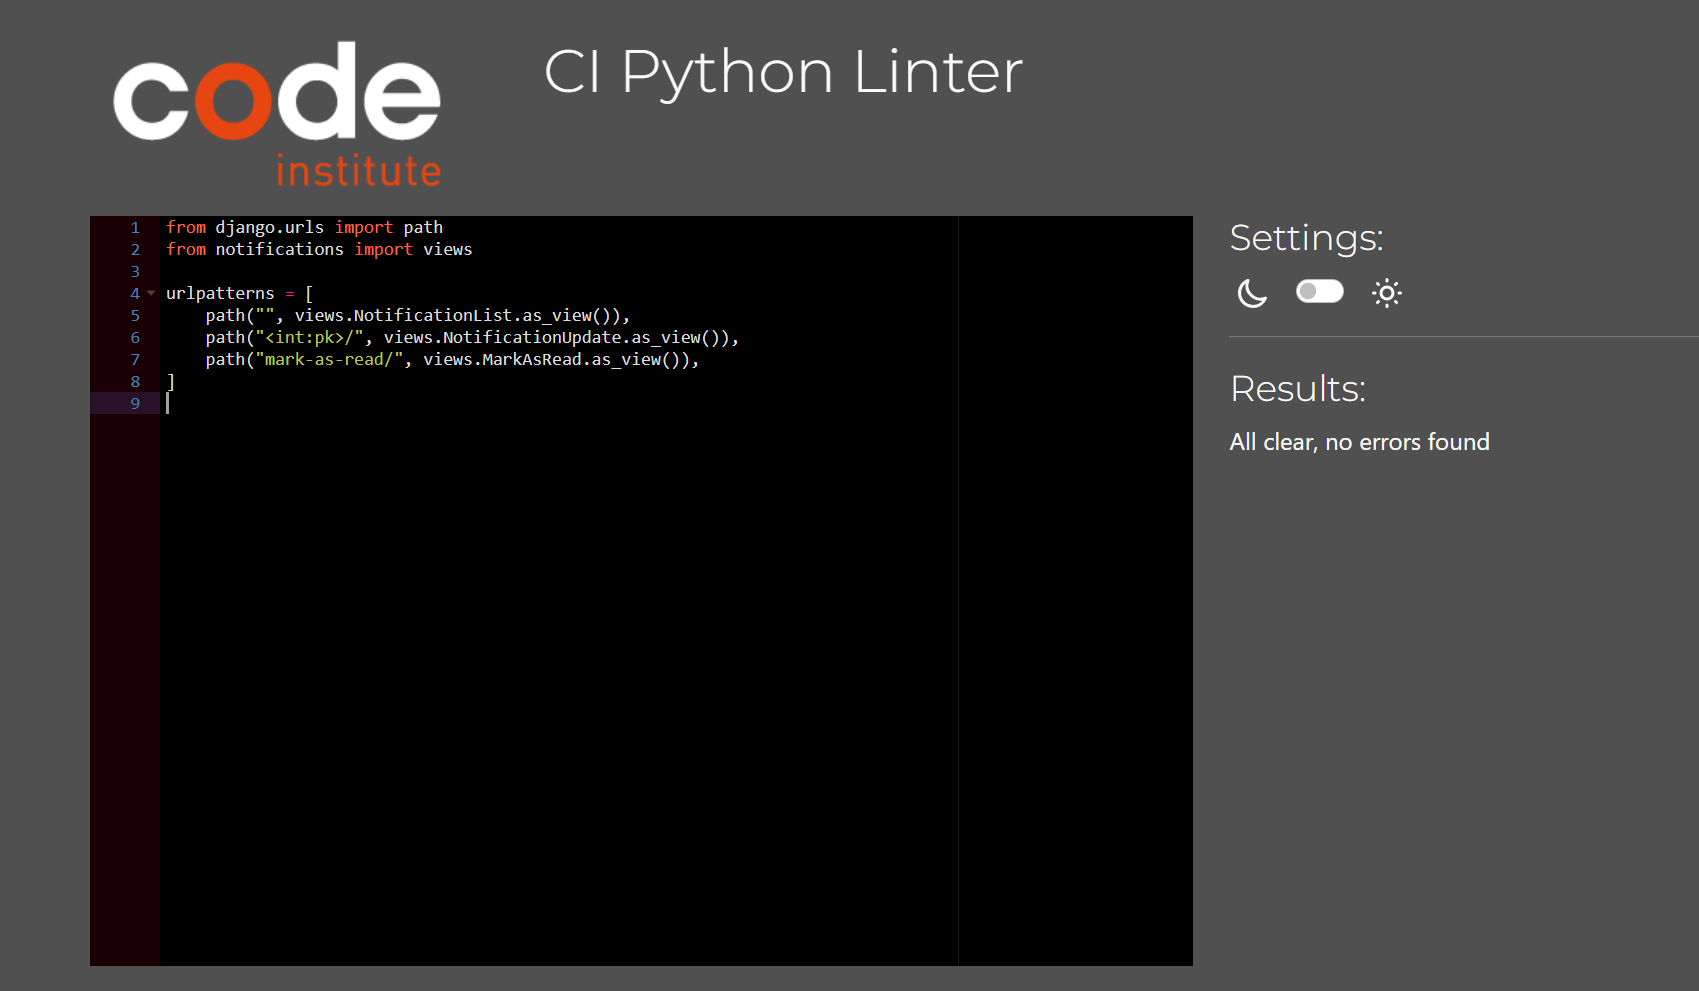 code
institute
CI Python Linter
1 from django.urls import path
2 from notifications import views
3
4 urlpatterns = [
5     path("", views.NotificationList.as_view()),
6     path("<int:pk>/", views.NotificationUpdate.as_view()),
7     path("mark-as-read/", views.MarkAsRead.as_view()),
8 ]
9
Settings:
Results:
All clear, no errors found